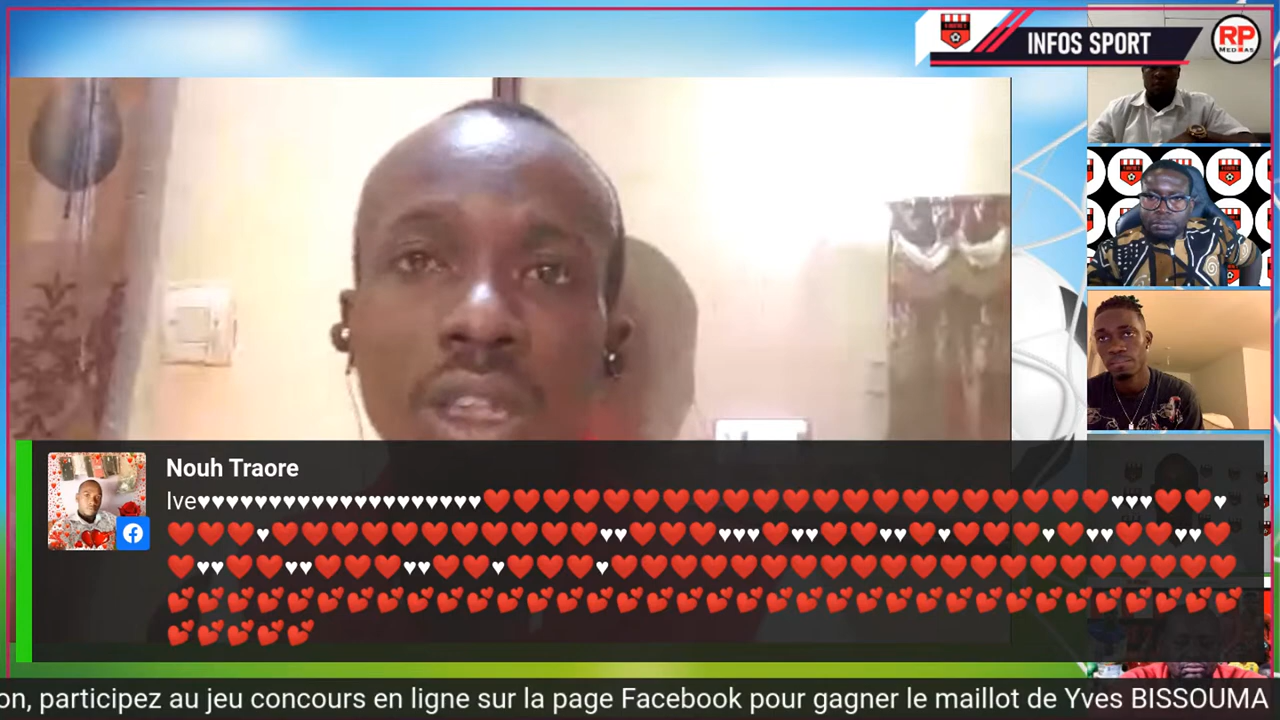 INFOS SPORT
RP
MEDIAS
Nouh Traore
Ive♥♥♥♥♥♥♥♥♥♥♥♥♥♥♥♥♥♥♥♥❤️❤️❤️❤️❤️❤️❤️❤️❤️❤️❤️❤️❤️❤️❤️❤️❤️❤️❤️❤️❤️♥♥♥❤️❤️♥
❤️❤️❤️♥❤️❤️❤️❤️❤️❤️❤️❤️❤️❤️❤️♥♥❤️❤️❤️♥♥♥❤️♥♥❤️❤️♥♥❤️♥❤️❤️❤️♥❤️♥♥❤️❤️♥♥❤️
❤️♥♥❤️❤️♥♥❤️❤️❤️♥♥❤️❤️♥❤️❤️❤️♥❤️❤️❤️❤️❤️❤️❤️❤️❤️❤️❤️❤️❤️❤️❤️❤️❤️❤️❤️❤️❤️
💕💕💕💕💕💕💕💕💕💕💕💕💕💕💕💕💕💕💕💕💕💕💕💕💕💕💕💕💕💕💕💕💕💕💕💕
💕💕💕💕💕
on, participez au jeu concours en ligne sur la page Facebook pour gagner le maillot de Yves BISSOUMA